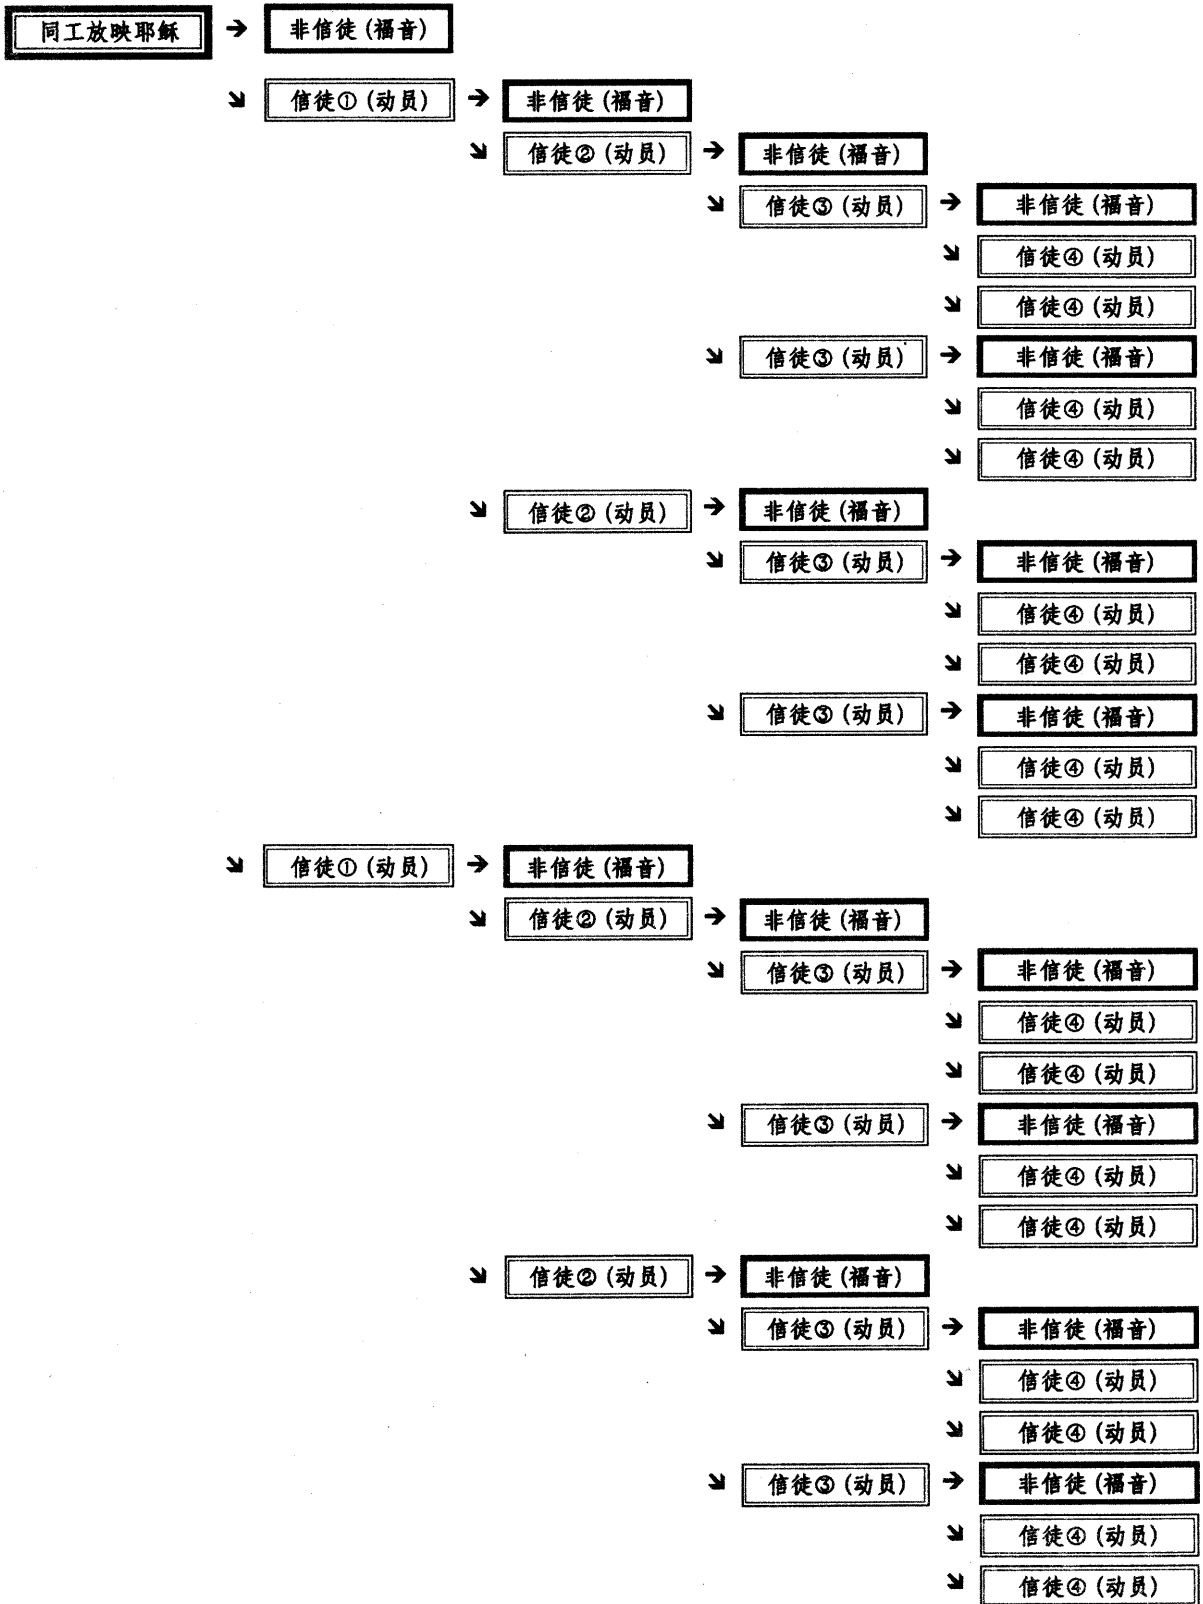 同工放映耶稣 → 非信徒 (福音)
↘ 信徒① (动员) → 非信徒 (福音)
↘ 信徒② (动员) → 非信徒 (福音)
↘ 信徒③ (动员) → 非信徒 (福音)
↘ 信徒④ (动员)
↘ 信徒④ (动员)
↘ 信徒③ (动员) → 非信徒 (福音)
↘ 信徒④ (动员)
↘ 信徒④ (动员)
↘ 信徒② (动员) → 非信徒 (福音)
↘ 信徒③ (动员) → 非信徒 (福音)
↘ 信徒④ (动员)
↘ 信徒④ (动员)
↘ 信徒③ (动员) → 非信徒 (福音)
↘ 信徒④ (动员)
↘ 信徒④ (动员)
↘ 信徒① (动员) → 非信徒 (福音)
↘ 信徒② (动员) → 非信徒 (福音)
↘ 信徒③ (动员) → 非信徒 (福音)
↘ 信徒④ (动员)
↘ 信徒④ (动员)
↘ 信徒③ (动员) → 非信徒 (福音)
↘ 信徒④ (动员)
↘ 信徒④ (动员)
↘ 信徒② (动员) → 非信徒 (福音)
↘ 信徒③ (动员) → 非信徒 (福音)
↘ 信徒④ (动员)
↘ 信徒④ (动员)
↘ 信徒③ (动员) → 非信徒 (福音)
↘ 信徒④ (动员)
↘ 信徒④ (动员)